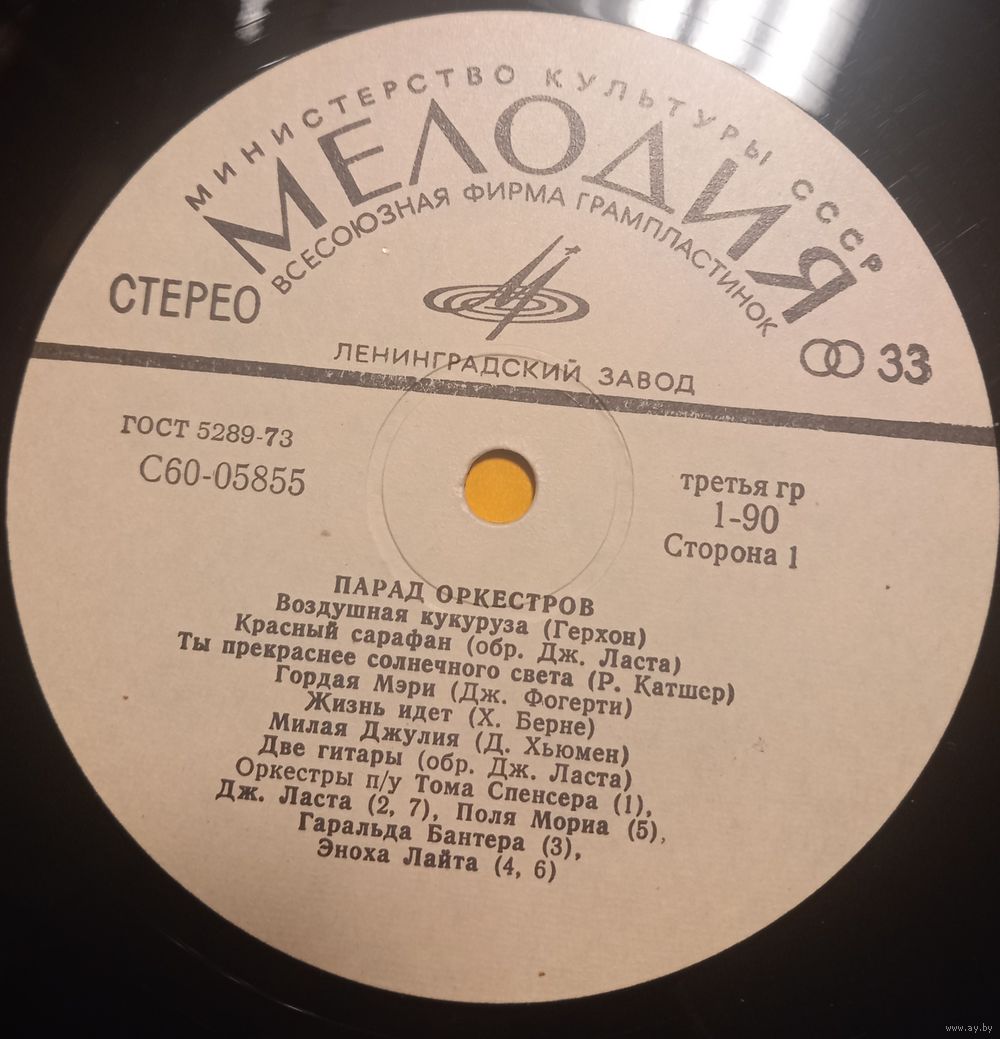 МИНИСТЕРСТВО КУЛЬТУРЫ СССР
МЕЛОДИЯ
ВСЕСОЮЗНАЯ ФИРМА ГРАМПЛАСТИНОК
СТЕРЕО
33
ЛЕНИНГРАДСКИЙ ЗАВОД
ГОСТ 5289-73
С60-05855
третья гр
1-90
Сторона 1
ПАРАД ОРКЕСТРОВ
Воздушная кукуруза (Герхон)
Красный сарафан (обр. Дж. Ласта)
Ты прекраснее солнечного света (Р. Катшер)
Гордая Мэри (Дж. Фогерти)
Жизнь идет (Х. Берне)
Милая Джулия (Д. Хьюмен)
Две гитары (обр. Дж. Ласта)
Оркестры п/у Тома Спенсера (1),
Дж. Ласта (2, 7), Поля Мориа (5),
Гаральда Бантера (3),
Эноха Лайта (4, 6)
www.ay.by